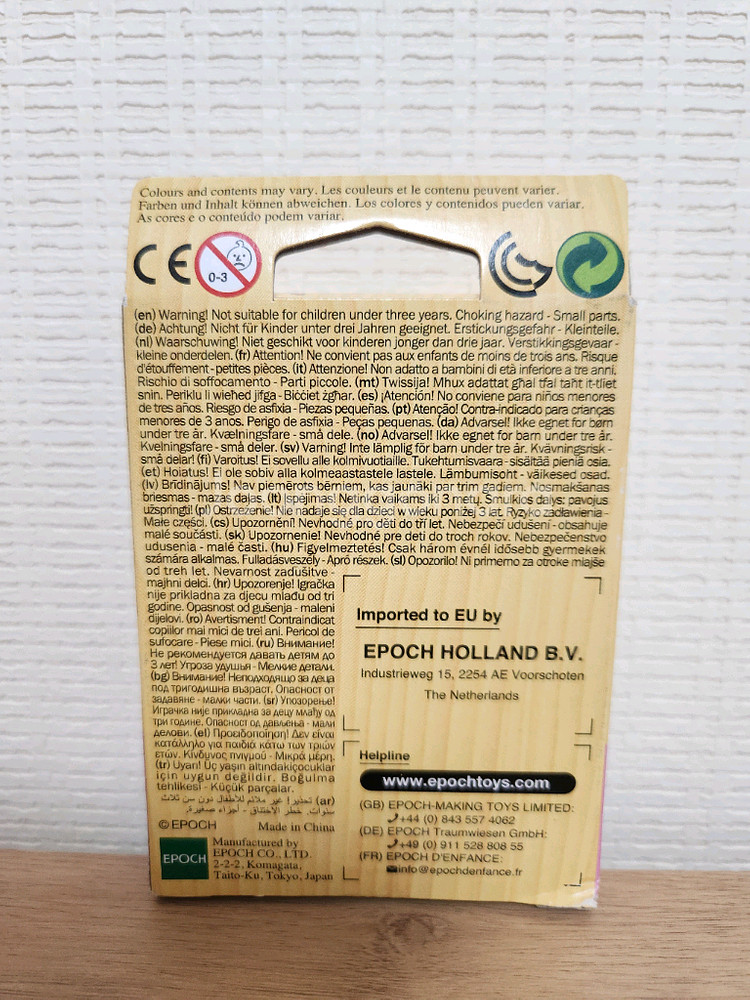 Colours and contents may vary. Les couleurs et le contenu peuvent varier.
Farben und Inhalt können abweichen. Los colores y contenidos pueden variar.
As cores e o conteúdo podem variar.
CE
0-3
(en) Warning! Not suitable for children under three years. Choking hazard - Small parts.
(de) Achtung! Nicht für Kinder unter drei Jahren geeignet. Erstickungsgefahr - Kleinteile.
(nl) Waarschuwing! Niet geschikt voor kinderen jonger dan drie jaar. Verstikkingsgevaar -
kleine onderdelen. (fr) Attention! Ne convient pas aux enfants de moins de trois ans. Risque
d'étouffement - petites pièces. (it) Attenzione! Non adatto a bambini di età inferiore a tre anni.
Rischio di soffocamento - Parti piccole. (mt) Twissija! Mhux adattat għal tfal taħt it-tliet
snin. Periklu li wieħed jifga - Biċċiet żgħar. (es) ¡Atención! No conviene para niños menores
de tres años. Riesgo de asfixia - Piezas pequeñas. (pt) Atenção! Contra-indicado para crianças
menores de 3 anos. Perigo de asfixia - Peças pequenas. (da) Advarsel! Ikke egnet for børn
under tre år. Kvælningsfare - små dele. (no) Advarsel! Ikke egnet for barn under tre år.
Kvelningsfare - små deler. (sv) Varning! Inte lämplig för barn under tre år. Kvävningsrisk -
små delar! (fi) Varoitus! Ei sovellu alle kolmivuotiaille. Tukehtumisvaara - sisältää pieniä osia.
(et) Hoiatus! Ei ole sobiv alla kolmeaastastele lastele. Lämbumisoht - väikesed osad.
(lv) Brīdinājums! Nav piemērots bērniem, kas jaunāki par trim gadiem. Nosmakšanas
briesmas - mazas daļas. (lt) Įspėjimas! Netinka vaikams iki 3 metų. Smulkios dalys: pavojus
užspringti! (pl) Ostrzeżenie! Nie nadaje się dla dzieci w wieku poniżej 3 lat. Ryzyko zadławienia -
Małe części. (cs) Upozornění! Nevhodné pro děti do tří let. Nebezpečí udušení - obsahuje
malé součásti. (sk) Upozornenie! Nevhodné pre deti do troch rokov. Nebezpečenstvo
udusenia - malé časti. (hu) Figyelmeztetés! Csak három évnél idősebb gyermekek
számára alkalmas. Fulladásveszély - Apró részek. (sl) Opozorilo! Ni primerno za otroke mlajše
od treh let. Nevarnost zadušitve -
majhni delci. (hr) Upozorenje! Igračka
nije prikladna za djecu mlađu od tri
godine. Opasnost od gušenja - maleni
dijelovi. (ro) Avertisment! Contraindicat
copiilor mai mici de trei ani. Pericol de
sufocare - Piese mici. (ru) Внимание!
Не рекомендуется давать детям до
3 лет! Угроза удушья - Мелкие детали.
(bg) Внимание! Неподходящо за деца
под тригодишна възраст. Опасност от
задавяне - малки части. (sr) Упозорење!
Играчка није прикладна за децу млађу од
три године. Опасност од дављења - мали
делови. (el) Προειδοποίηση! Δεν είναι
κατάλληλο για παιδιά κάτω των τριών
ετών. Κίνδυνος πνιγμού - Μικρά μέρη.
(tr) Uyarı! Üç yaşın altındakiçocuklar
için uygun değildir. Boğulma
tehlikesi - Küçük parçalar.
(ar) تحذير! غير ملائم للأطفال دون سن ثلاث
سنوات. خطر الاختناق - أجزاء صغيرة.
© EPOCH Made in China
EPOCH
Manufactured by
EPOCH CO., LTD.
2-2-2, Komagata,
Taito-Ku, Tokyo, Japan
Imported to EU by
EPOCH HOLLAND B.V.
Industrieweg 15, 2254 AE Voorschoten
The Netherlands
Helpline
www.epochtoys.com
(GB) EPOCH-MAKING TOYS LIMITED:
+44 (0) 843 557 4062
(DE) EPOCH Traumwiesen GmbH:
+49 (0) 911 528 808 55
(FR) EPOCH D'ENFANCE:
info@epochdenfance.fr